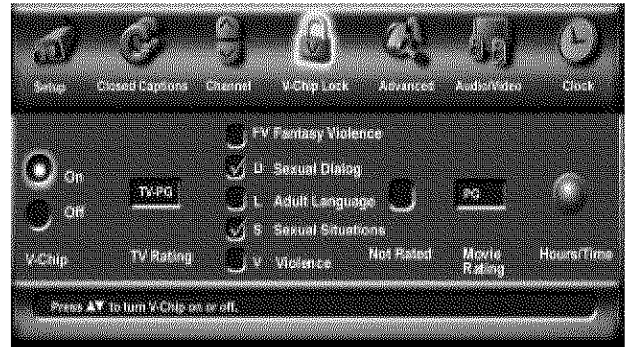 Setup Closed Captions Channel V-Chip Lock Advanced Audio/Video Clock
FV Fantasy Violence
On
D Sexual Dialog
TV-PG
L Adult Language
PG
Off
S Sexual Situations
V-Chip
TV Rating
V Violence
Not Rated
Movie Rating
Hours/Time
Press ▲▼ to turn V-Chip on or off.